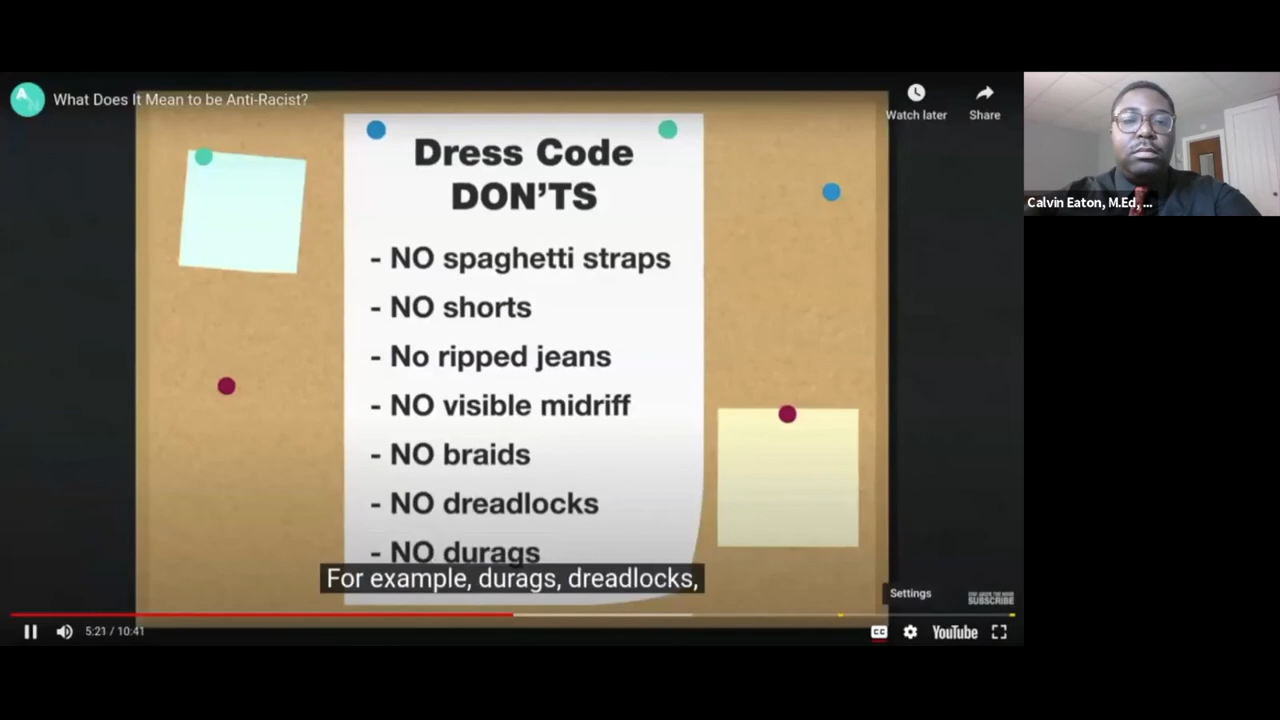 What Does It Mean to be Anti-Racist?
Watch later
Share
Dress Code
DON'TS
- NO spaghetti straps
- NO shorts
- No ripped jeans
- NO visible midriff
- NO braids
- NO dreadlocks
- NO durags
For example, durags, dreadlocks,
Settings
SUBSCRIBE
5:21 / 10:41
CC
YouTube
Calvin Eaton, M.Ed, ...